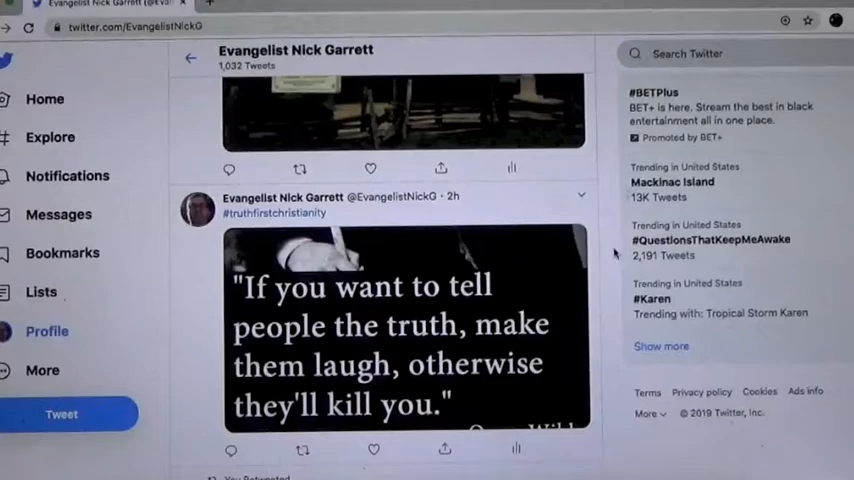 twitter.com/EvangelistNickG
Evangelist Nick Garrett
1,032 Tweets
Search Twitter
Home
Explore
Notifications
Messages
Bookmarks
Lists
Profile
More
Tweet
Evangelist Nick Garrett @EvangelistNickG · 2h
#truthfirstchristianity
"If you want to tell
people the truth, make
them laugh, otherwise
they'll kill you."
You Retweeted
#BETPlus
BET+ is here. Stream the best in black
entertainment all in one place.
Promoted by BET+
Trending in United States
Mackinac Island
13K Tweets
Trending in United States
#QuestionsThatKeepMeAwake
2,191 Tweets
Trending in United States
#Karen
Trending with: Tropical Storm Karen
Show more
Terms Privacy policy Cookies Ads info
More © 2019 Twitter, Inc.